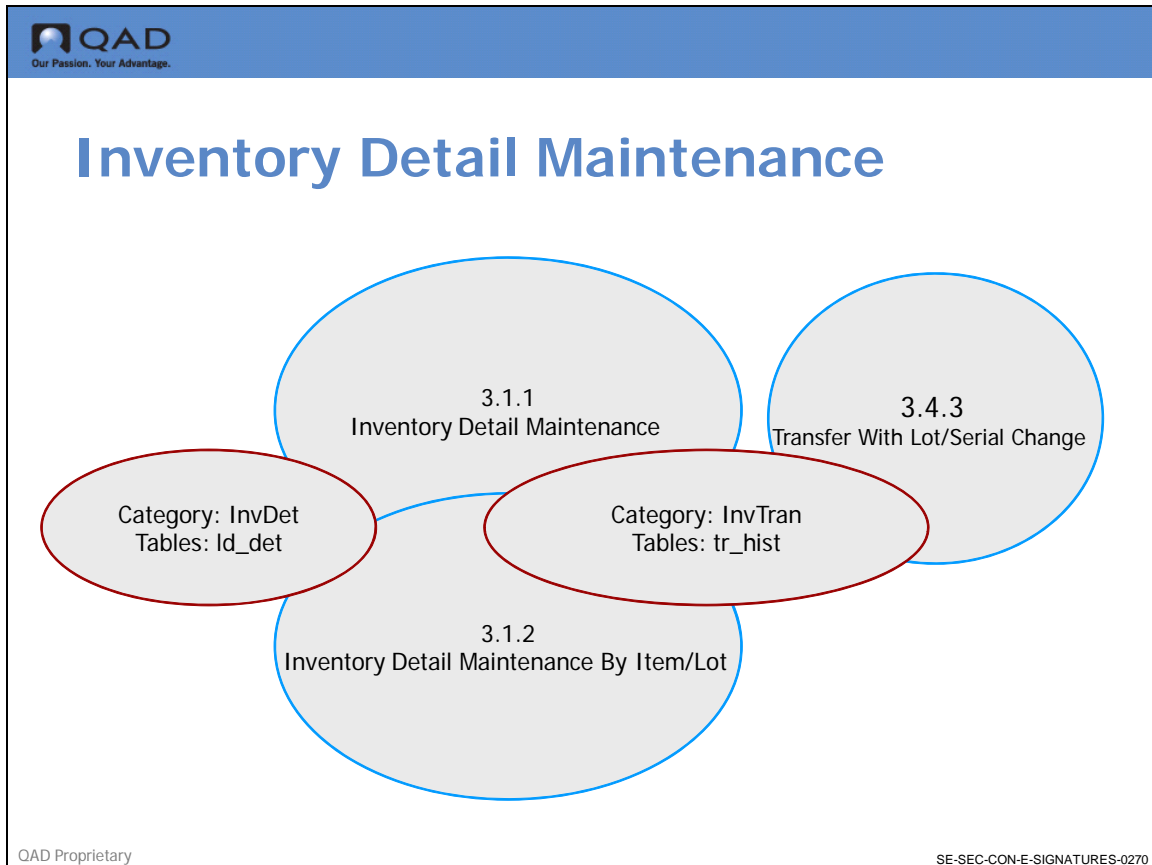 QAD
Our Passion. Your Advantage.
Inventory Detail Maintenance
3.1.1
Inventory Detail Maintenance
3.4.3
Transfer With Lot/Serial Change
Category: InvDet
Tables: ld_det
Category: InvTran
Tables: tr_hist
3.1.2
Inventory Detail Maintenance By Item/Lot
QAD Proprietary
SE-SEC-CON-E-SIGNATURES-0270